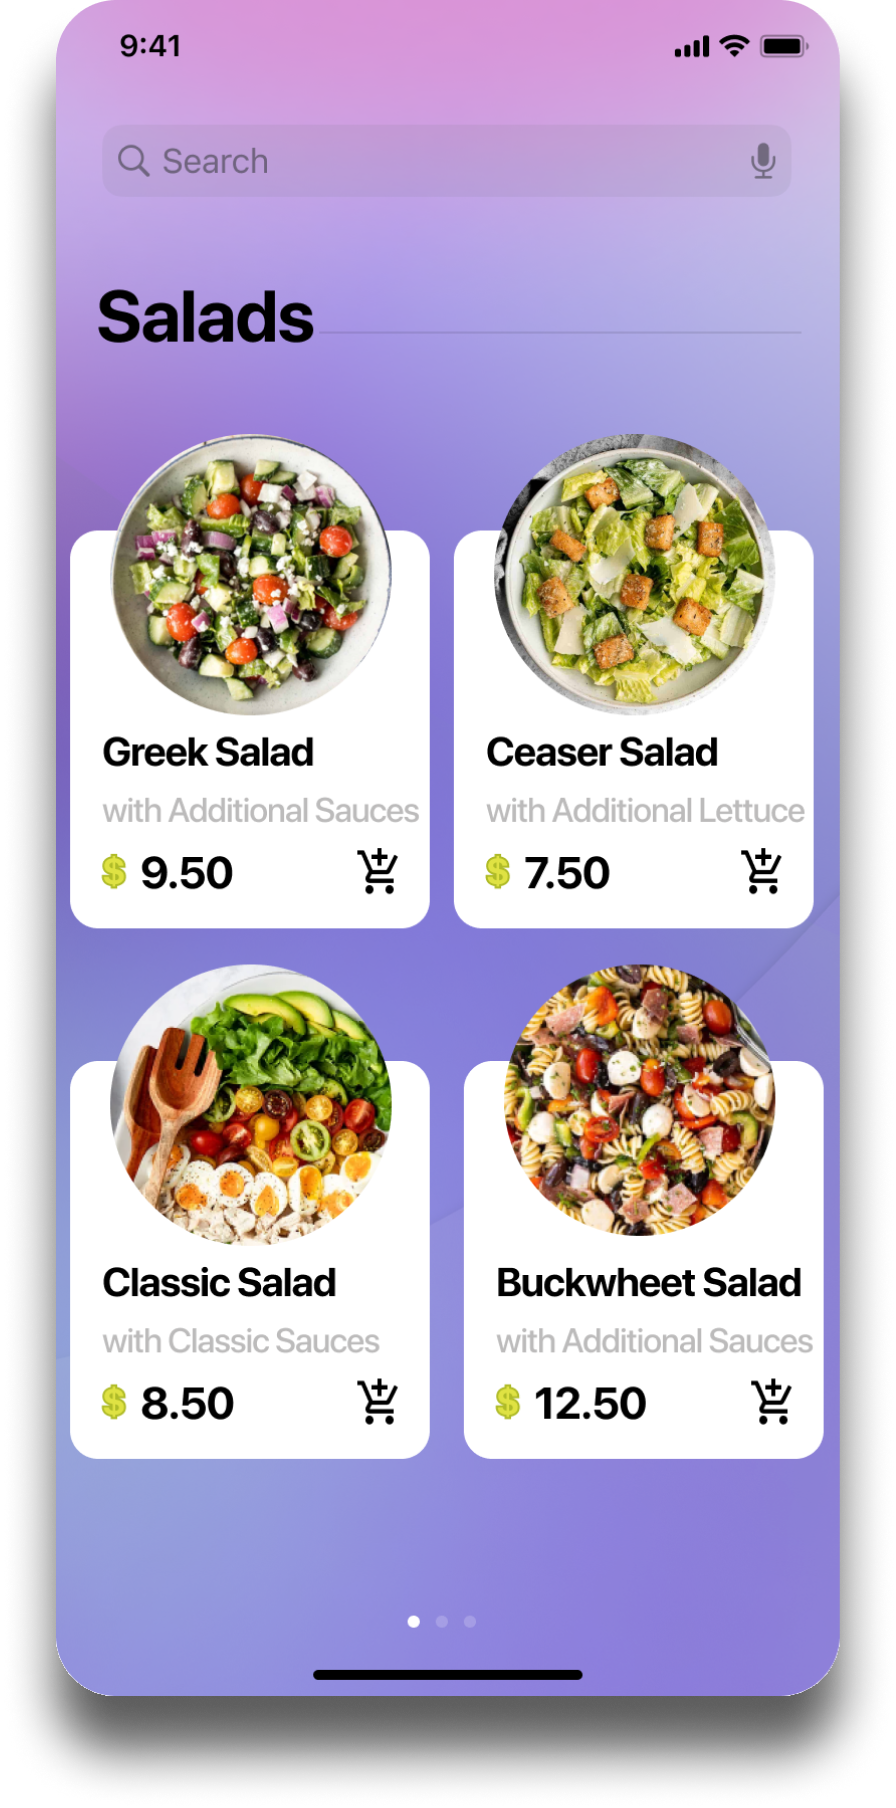 9:41
Search
Salads
Greek Salad
with Additional Sauces
$ 9.50
Ceaser Salad
with Additional Lettuce
$ 7.50
Classic Salad
with Classic Sauces
$ 8.50
Buckwheet Salad
with Additional Sauces
$ 12.50